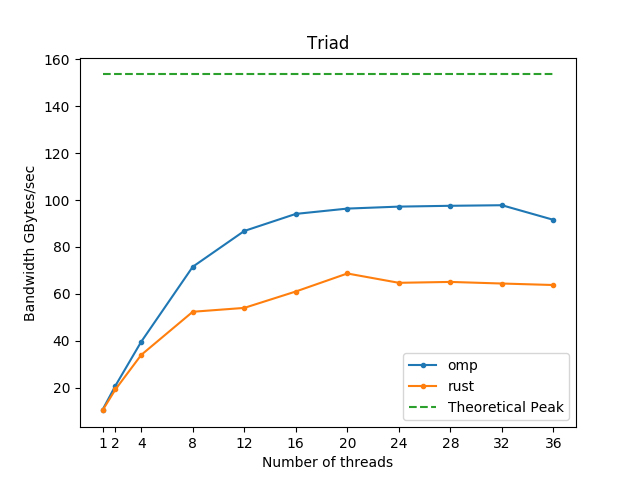 Triad
Bandwidth GBytes/sec
160
140
120
100
80
60
40
20
omp
rust
Theoretical Peak
1 2 4 8 12 16 20 24 28 32 36
Number of threads